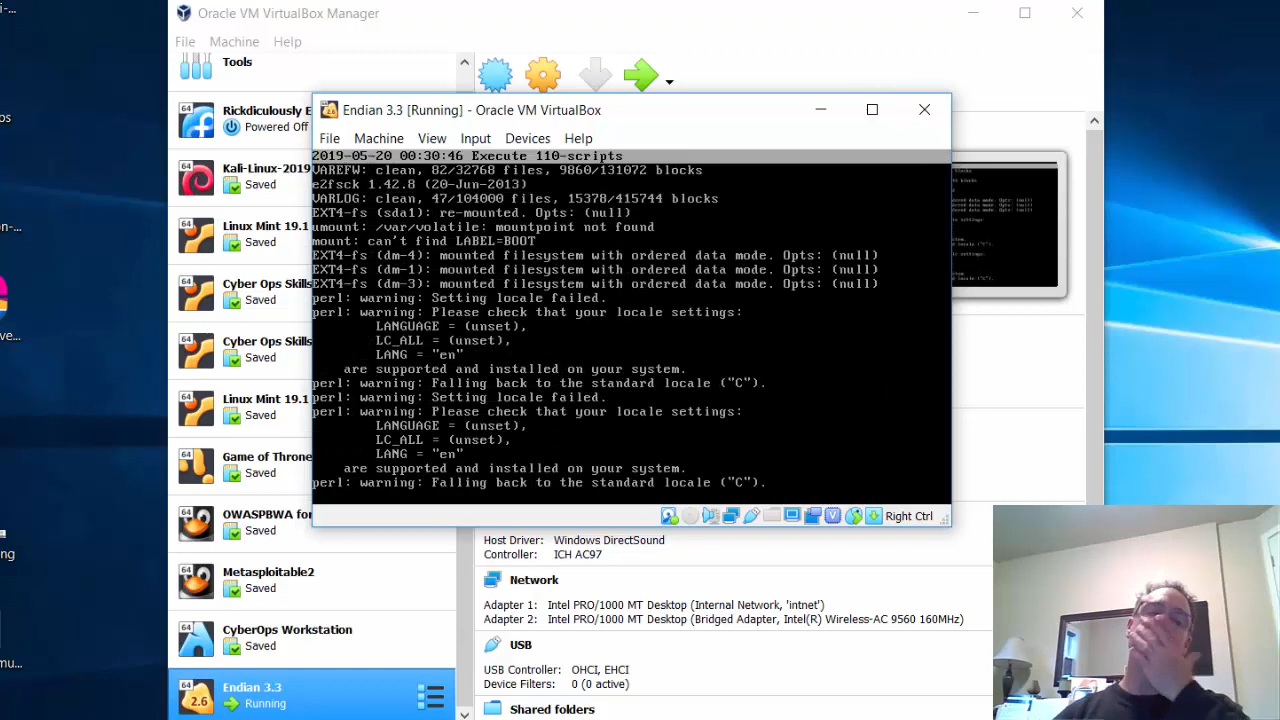 Oracle VM VirtualBox Manager
File Machine Help
Tools
Rickdiculously E
Powered Off
Kali-Linux-2019
Saved
Linux Mint 19.1
Saved
Cyber Ops Skills
Saved
Cyber Ops Skills
Saved
Linux Mint 19.1
Saved
Game of Throne
Saved
OWASPBWA for
Saved
Metasploitable2
Saved
CyberOps Workstation
Saved
Endian 3.3
Running
Endian 3.3 [Running] - Oracle VM VirtualBox
File Machine View Input Devices Help
2019-05-20 00:30:46 Execute 110-scripts
VAREFW: clean, 82/32768 files, 9860/131072 blocks
e2fsck 1.42.8 (20-Jun-2013)
VARLOG: clean, 47/104000 files, 15378/415744 blocks
EXT4-fs (sda1): re-mounted. Opts: (null)
umount: /var/volatile: mountpoint not found
mount: can't find LABEL=BOOT
EXT4-fs (dm-4): mounted filesystem with ordered data mode. Opts: (null)
EXT4-fs (dm-1): mounted filesystem with ordered data mode. Opts: (null)
EXT4-fs (dm-3): mounted filesystem with ordered data mode. Opts: (null)
perl: warning: Setting locale failed.
perl: warning: Please check that your locale settings:
LANGUAGE = (unset),
LC_ALL = (unset),
LANG = "en"
are supported and installed on your system.
perl: warning: Falling back to the standard locale ("C").
perl: warning: Setting locale failed.
perl: warning: Please check that your locale settings:
LANGUAGE = (unset),
LC_ALL = (unset),
LANG = "en"
are supported and installed on your system.
perl: warning: Falling back to the standard locale ("C").
Right Ctrl
Host Driver: Windows DirectSound
Controller: ICH AC97
Network
Adapter 1: Intel PRO/1000 MT Desktop (Internal Network, 'intnet')
Adapter 2: Intel PRO/1000 MT Desktop (Bridged Adapter, Intel(R) Wireless-AC 9560 160MHz)
USB
USB Controller: OHCI, EHCI
Device Filters: 0 (0 active)
Shared folders